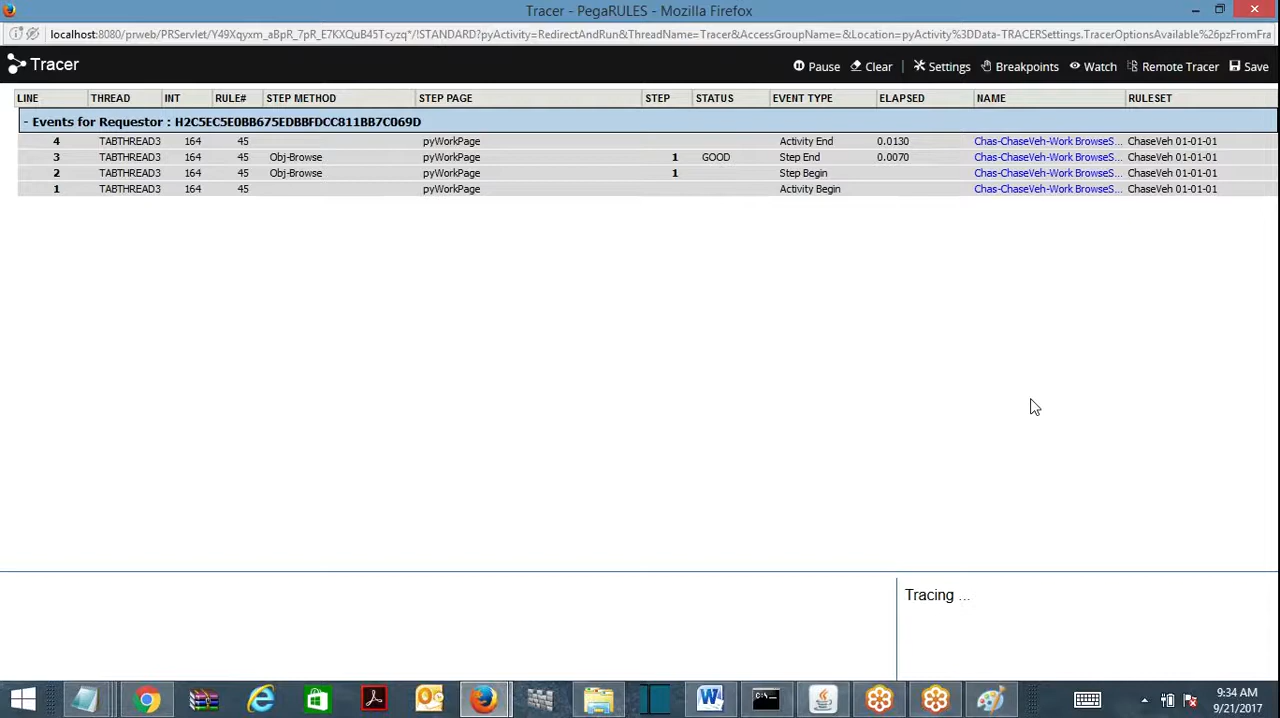 Tracer - PegaRULES - Mozilla Firefox
localhost:8080/prweb/PRServlet/Y49Xqyxm_aBpR_7pR_E7KXQuB45Tcyzq*/!STANDARD?pyActivity=RedirectAndRun&ThreadName=Tracer&AccessGroupName=&Location=pyActivity%3DData-TRACERSettings.TracerOptionsAvailable%26pzFromFra
Tracer
Pause Clear | Settings Breakpoints Watch Remote Tracer Save
LINE THREAD INT RULE# STEP METHOD STEP PAGE STEP STATUS EVENT TYPE ELAPSED NAME RULESET
- Events for Requestor : H2C5EC5E0BB675EDBBFDCC811BB7C069D
4 TABTHREAD3 164 45 pyWorkPage Activity End 0.0130 Chas-ChaseVeh-Work BrowseS... ChaseVeh 01-01-01
3 TABTHREAD3 164 45 Obj-Browse pyWorkPage 1 GOOD Step End 0.0070 Chas-ChaseVeh-Work BrowseS... ChaseVeh 01-01-01
2 TABTHREAD3 164 45 Obj-Browse pyWorkPage 1 Step Begin Chas-ChaseVeh-Work BrowseS... ChaseVeh 01-01-01
1 TABTHREAD3 164 45 pyWorkPage Activity Begin Chas-ChaseVeh-Work BrowseS... ChaseVeh 01-01-01
Tracing ...
9:34 AM
9/21/2017